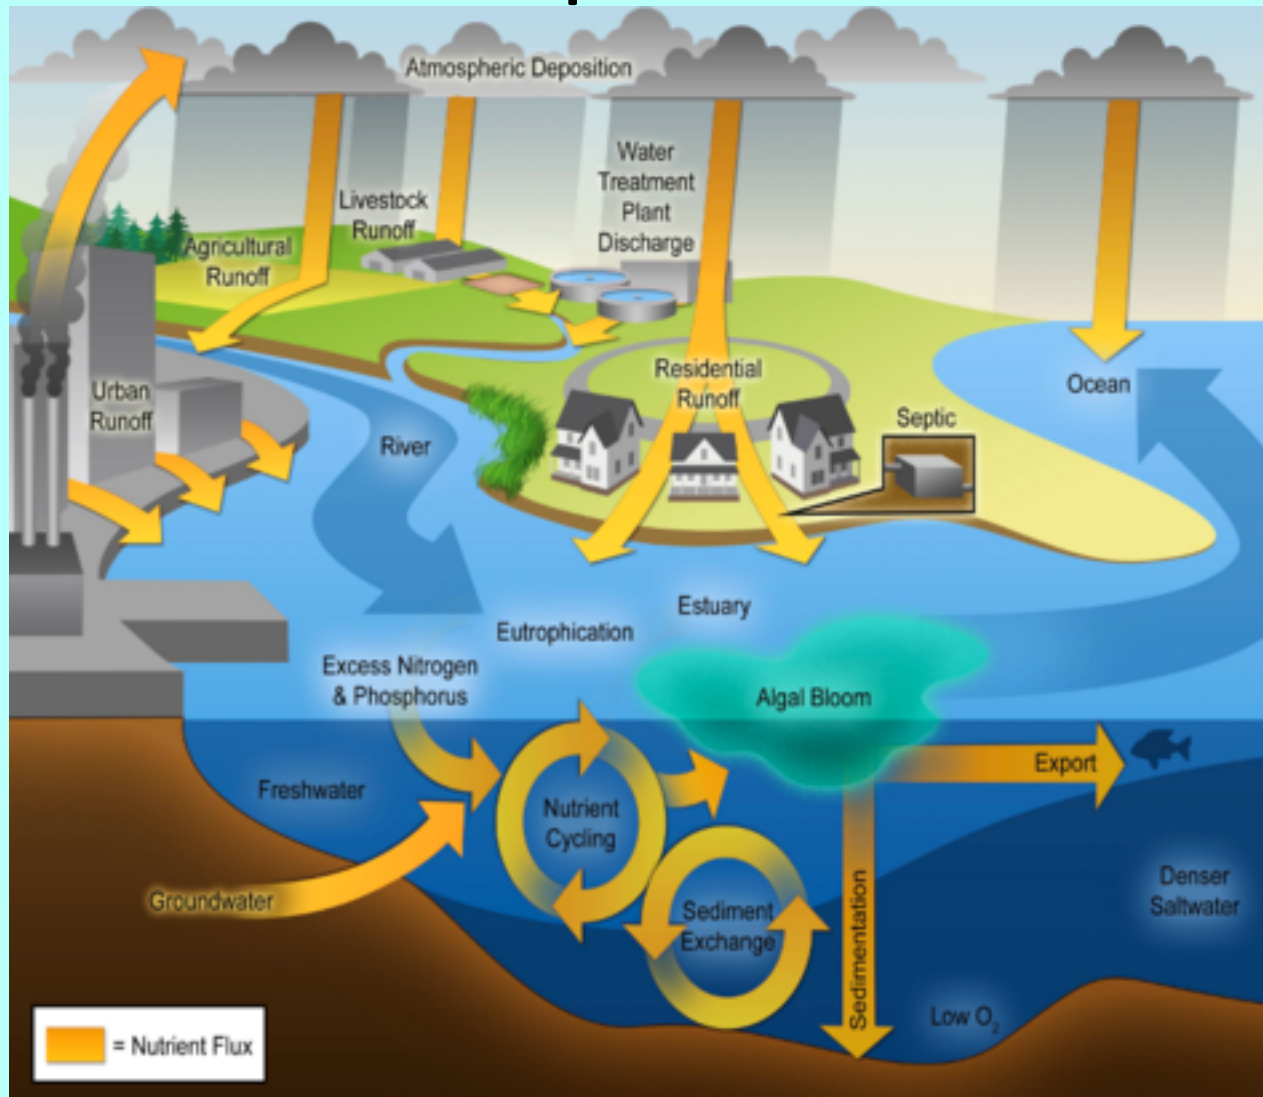 Atmospheric Deposition
Water
Treatment
Plant
Discharge
Livestock
Runoff
Agricultural
Runoff
Residential
Runoff
Ocean
Urban
Runoff
Septic
River
Estuary
Eutrophication
Excess Nitrogen
& Phosphorus
Algal Bloom
Export
Freshwater
Nutrient
Cycling
Denser
Saltwater
Groundwater
Sediment
Exchange
Sedimentation
Low O₂
= Nutrient Flux